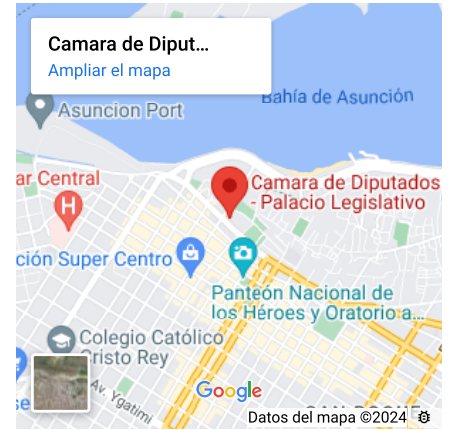 Camara de Diput...
Ampliar el mapa
Bahía de Asunción
Asuncion Port
ar Central
H
Camara de Diputados
- Palacio Legislativo
ción Super Centro
Panteón Nacional de
los Héroes y Oratorio a...
Colegio Católico
Cristo Rey
se
Av. Ygatimi
Google
Datos del mapa ©2024